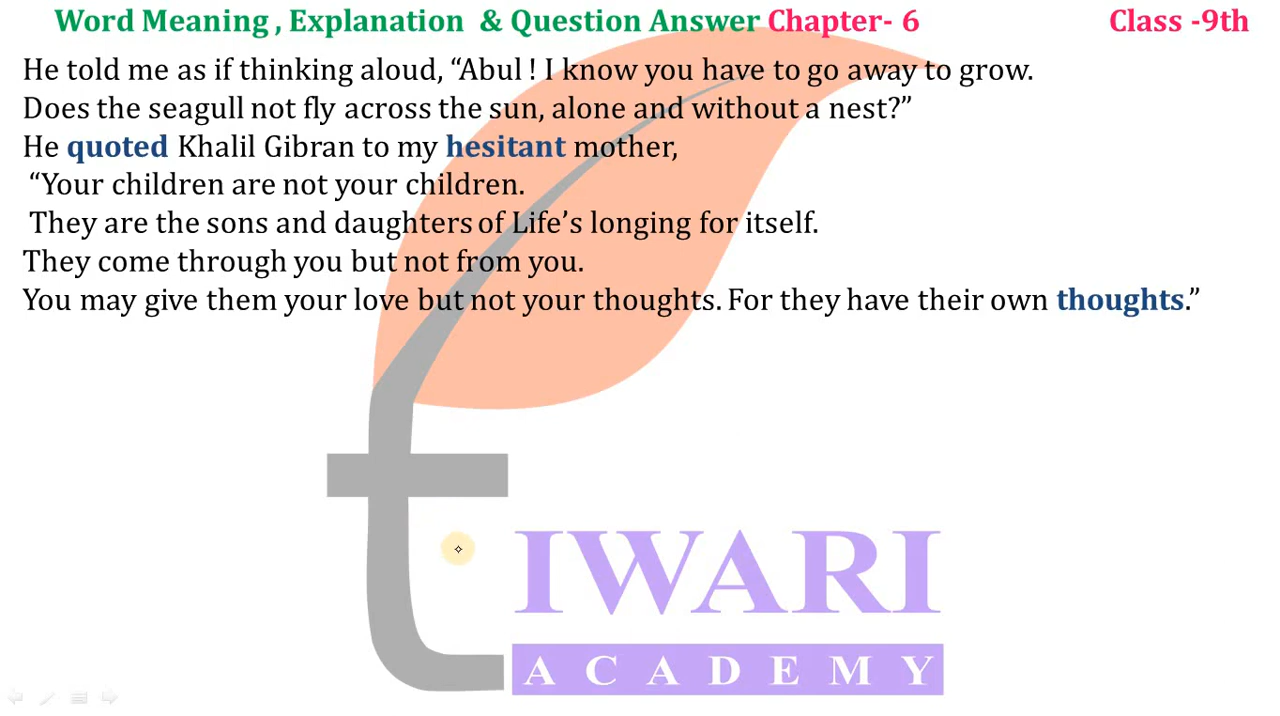 Word Meaning , Explanation & Question Answer Chapter- 6 Class -9th
He told me as if thinking aloud, “Abul ! I know you have to go away to grow.
Does the seagull not fly across the sun, alone and without a nest?”
He quoted Khalil Gibran to my hesitant mother,
“Your children are not your children.
They are the sons and daughters of Life’s longing for itself.
They come through you but not from you.
You may give them your love but not your thoughts. For they have their own thoughts.”
tIWARI
ACADEMY